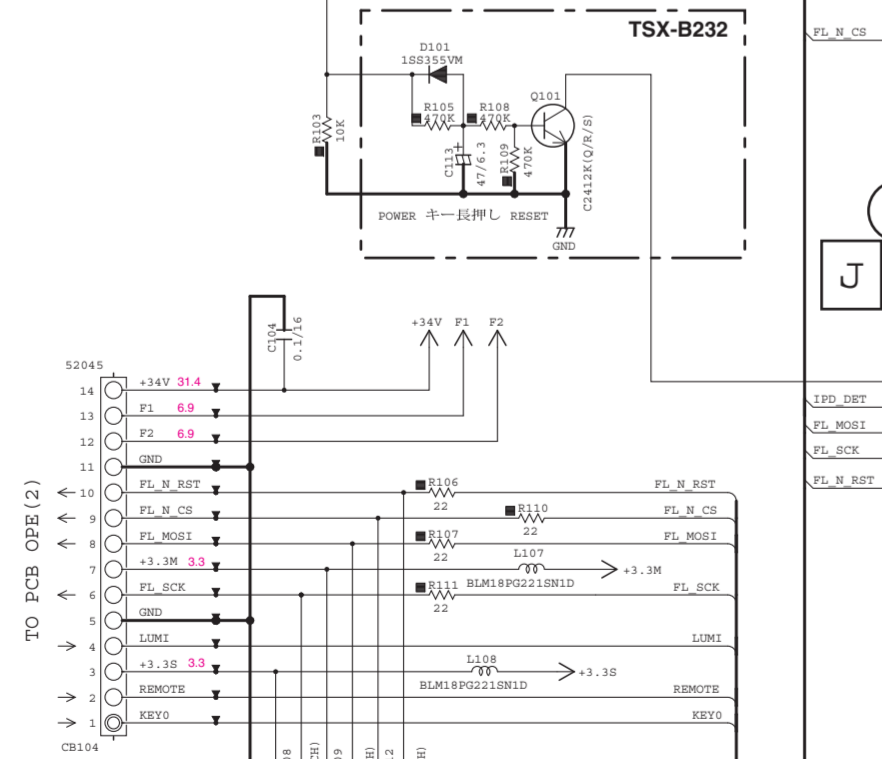 TSX-B232
FL_N_CS
D101
1SS355VM
Q101
R105
470K
R108
470K
R103
10K
C113
+
47/6.3
R109
470K
C2412K(Q/R/S)
POWER キー長押し RESET
GND
J
C104
0.1/16
+34V
F1
F2
52045
14
+34V 31.4
13
F1 6.9
12
F2 6.9
11
GND
10
FL_N_RST
R106
22
FL_N_RST
9
FL_N_CS
R110
22
FL_N_CS
8
FL_MOSI
R107
22
FL_MOSI
7
+3.3M 3.3
L107
BLM18PG221SN1D
+3.3M
6
FL_SCK
R111
22
FL_SCK
5
GND
4
LUMI
LUMI
3
+3.3S 3.3
L108
BLM18PG221SN1D
+3.3S
2
REMOTE
REMOTE
1
KEY0
KEY0
CB104
TO PCB OPE(2)
IPD_DET
FL_MOSI
FL_SCK
FL_N_RST